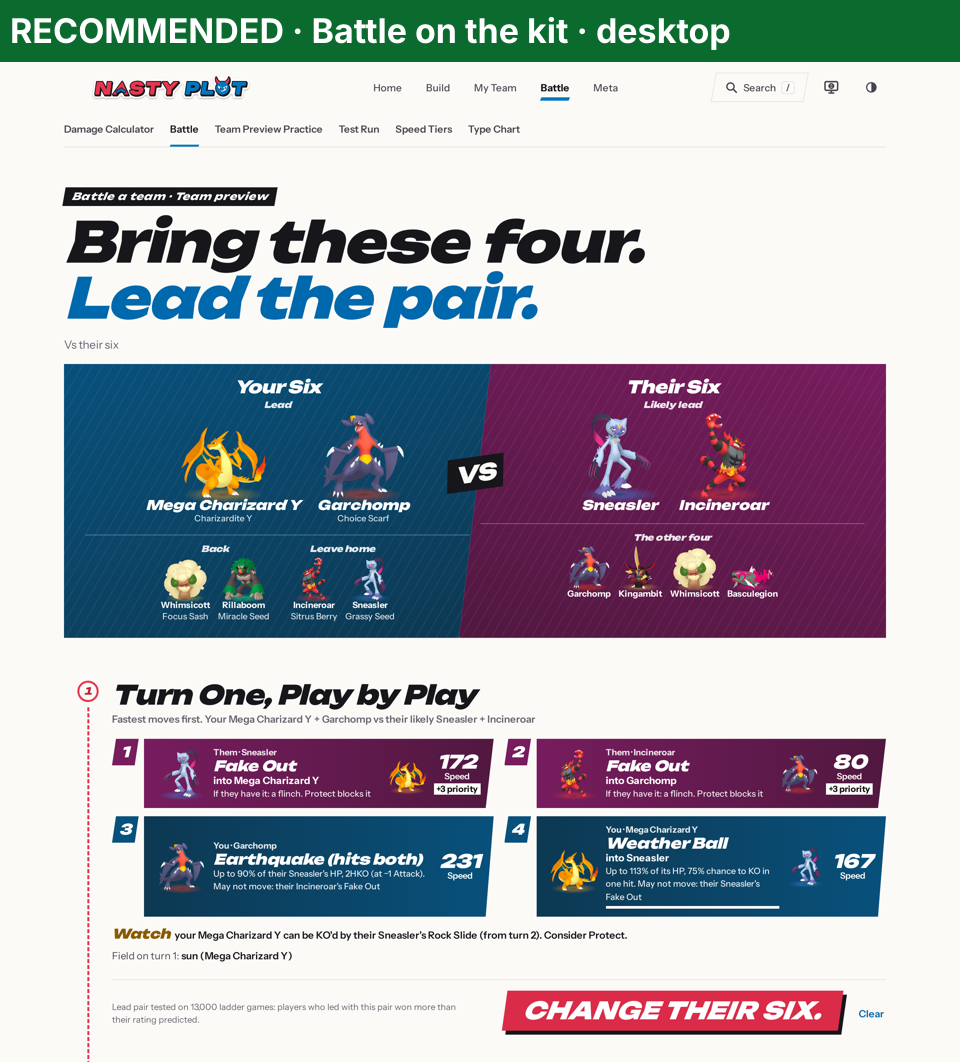 RECOMMENDED · Battle on the kit · desktop
NASTY PLOT
Home Build My Team Battle Meta
Search /
Damage Calculator Battle Team Preview Practice Test Run Speed Tiers Type Chart
Battle a team · Team preview
Bring these four.
Lead the pair.
Vs their six
Your Six
Lead
Mega Charizard Y Garchomp
Charizardite Y Choice Scarf
Back Leave home
Whimsicott Rillaboom Incineroar Sneasler
Focus Sash Miracle Seed Sitrus Berry Grassy Seed
VS
Their Six
Likely lead
Sneasler Incineroar
The other four
Garchomp Kingambit Whimsicott Basculegion
1 Turn One, Play by Play
Fastest moves first. Your Mega Charizard Y + Garchomp vs their likely Sneasler + Incineroar
1
Them · Sneasler
Fake Out
into Mega Charizard Y
If they have it: a flinch. Protect blocks it
172
Speed
+3 priority
2
Them · Incineroar
Fake Out
into Garchomp
If they have it: a flinch. Protect blocks it
80
Speed
+3 priority
3
You · Garchomp
Earthquake (hits both)
Up to 90% of their Sneasler's HP, 2HKO (at −1 Attack).
May not move: their Incineroar's Fake Out
231
Speed
4
You · Mega Charizard Y
Weather Ball
into Sneasler
Up to 113% of its HP, 75% chance to KO in
one hit. May not move: their Sneasler's
Fake Out
167
Speed
Watch your Mega Charizard Y can be KO'd by their Sneasler's Rock Slide (from turn 2). Consider Protect.
Field on turn 1: sun (Mega Charizard Y)
Lead pair tested on 13,000 ladder games: players who led with this pair won more than
their rating predicted.
CHANGE THEIR SIX.
Clear